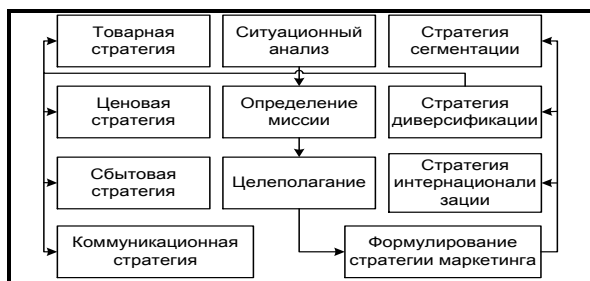 Товарная
стратегия
Ситуационный
анализ
Стратегия
сегментации
Ценовая
стратегия
Определение
миссии
Стратегия
диверсификации
Сбытовая
стратегия
Целеполагание
Стратегия
интернационали
зации
Коммуникационная
стратегия
Формулирование
стратегии маркетинга